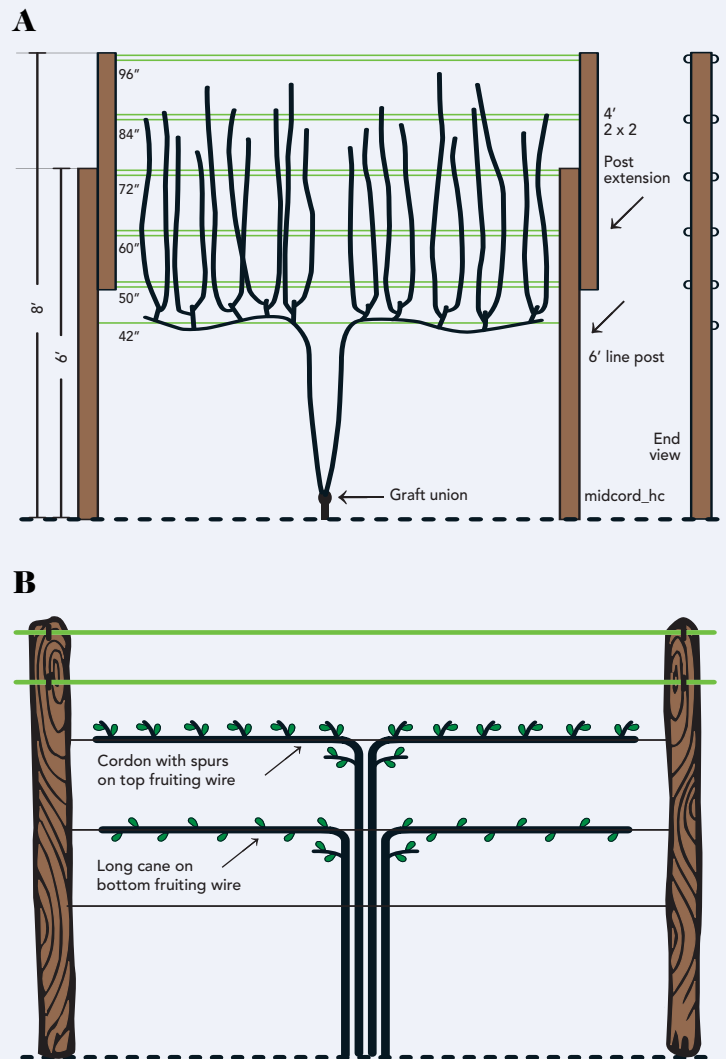 A
96”
84”
72”
60”
50”
42”
8’
6’
4’
2 x 2
Post
extension
6’ line post
End
view
Graft union
midcord_hc
B
Cordon with spurs
on top fruiting wire
Long cane on
bottom fruiting wire